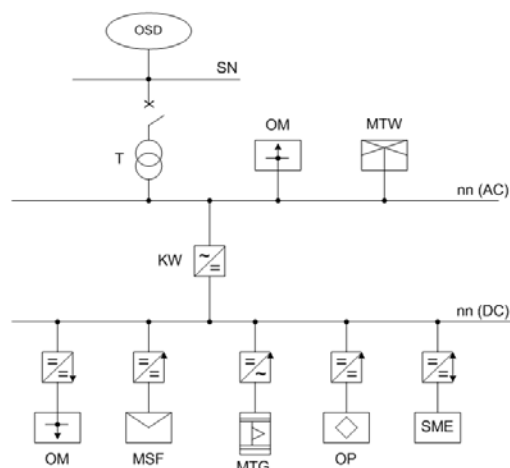 OSD
SN
T
OM
MTW
nn (AC)
KW
nn (DC)
OM
MSF
MTG
OP
SME